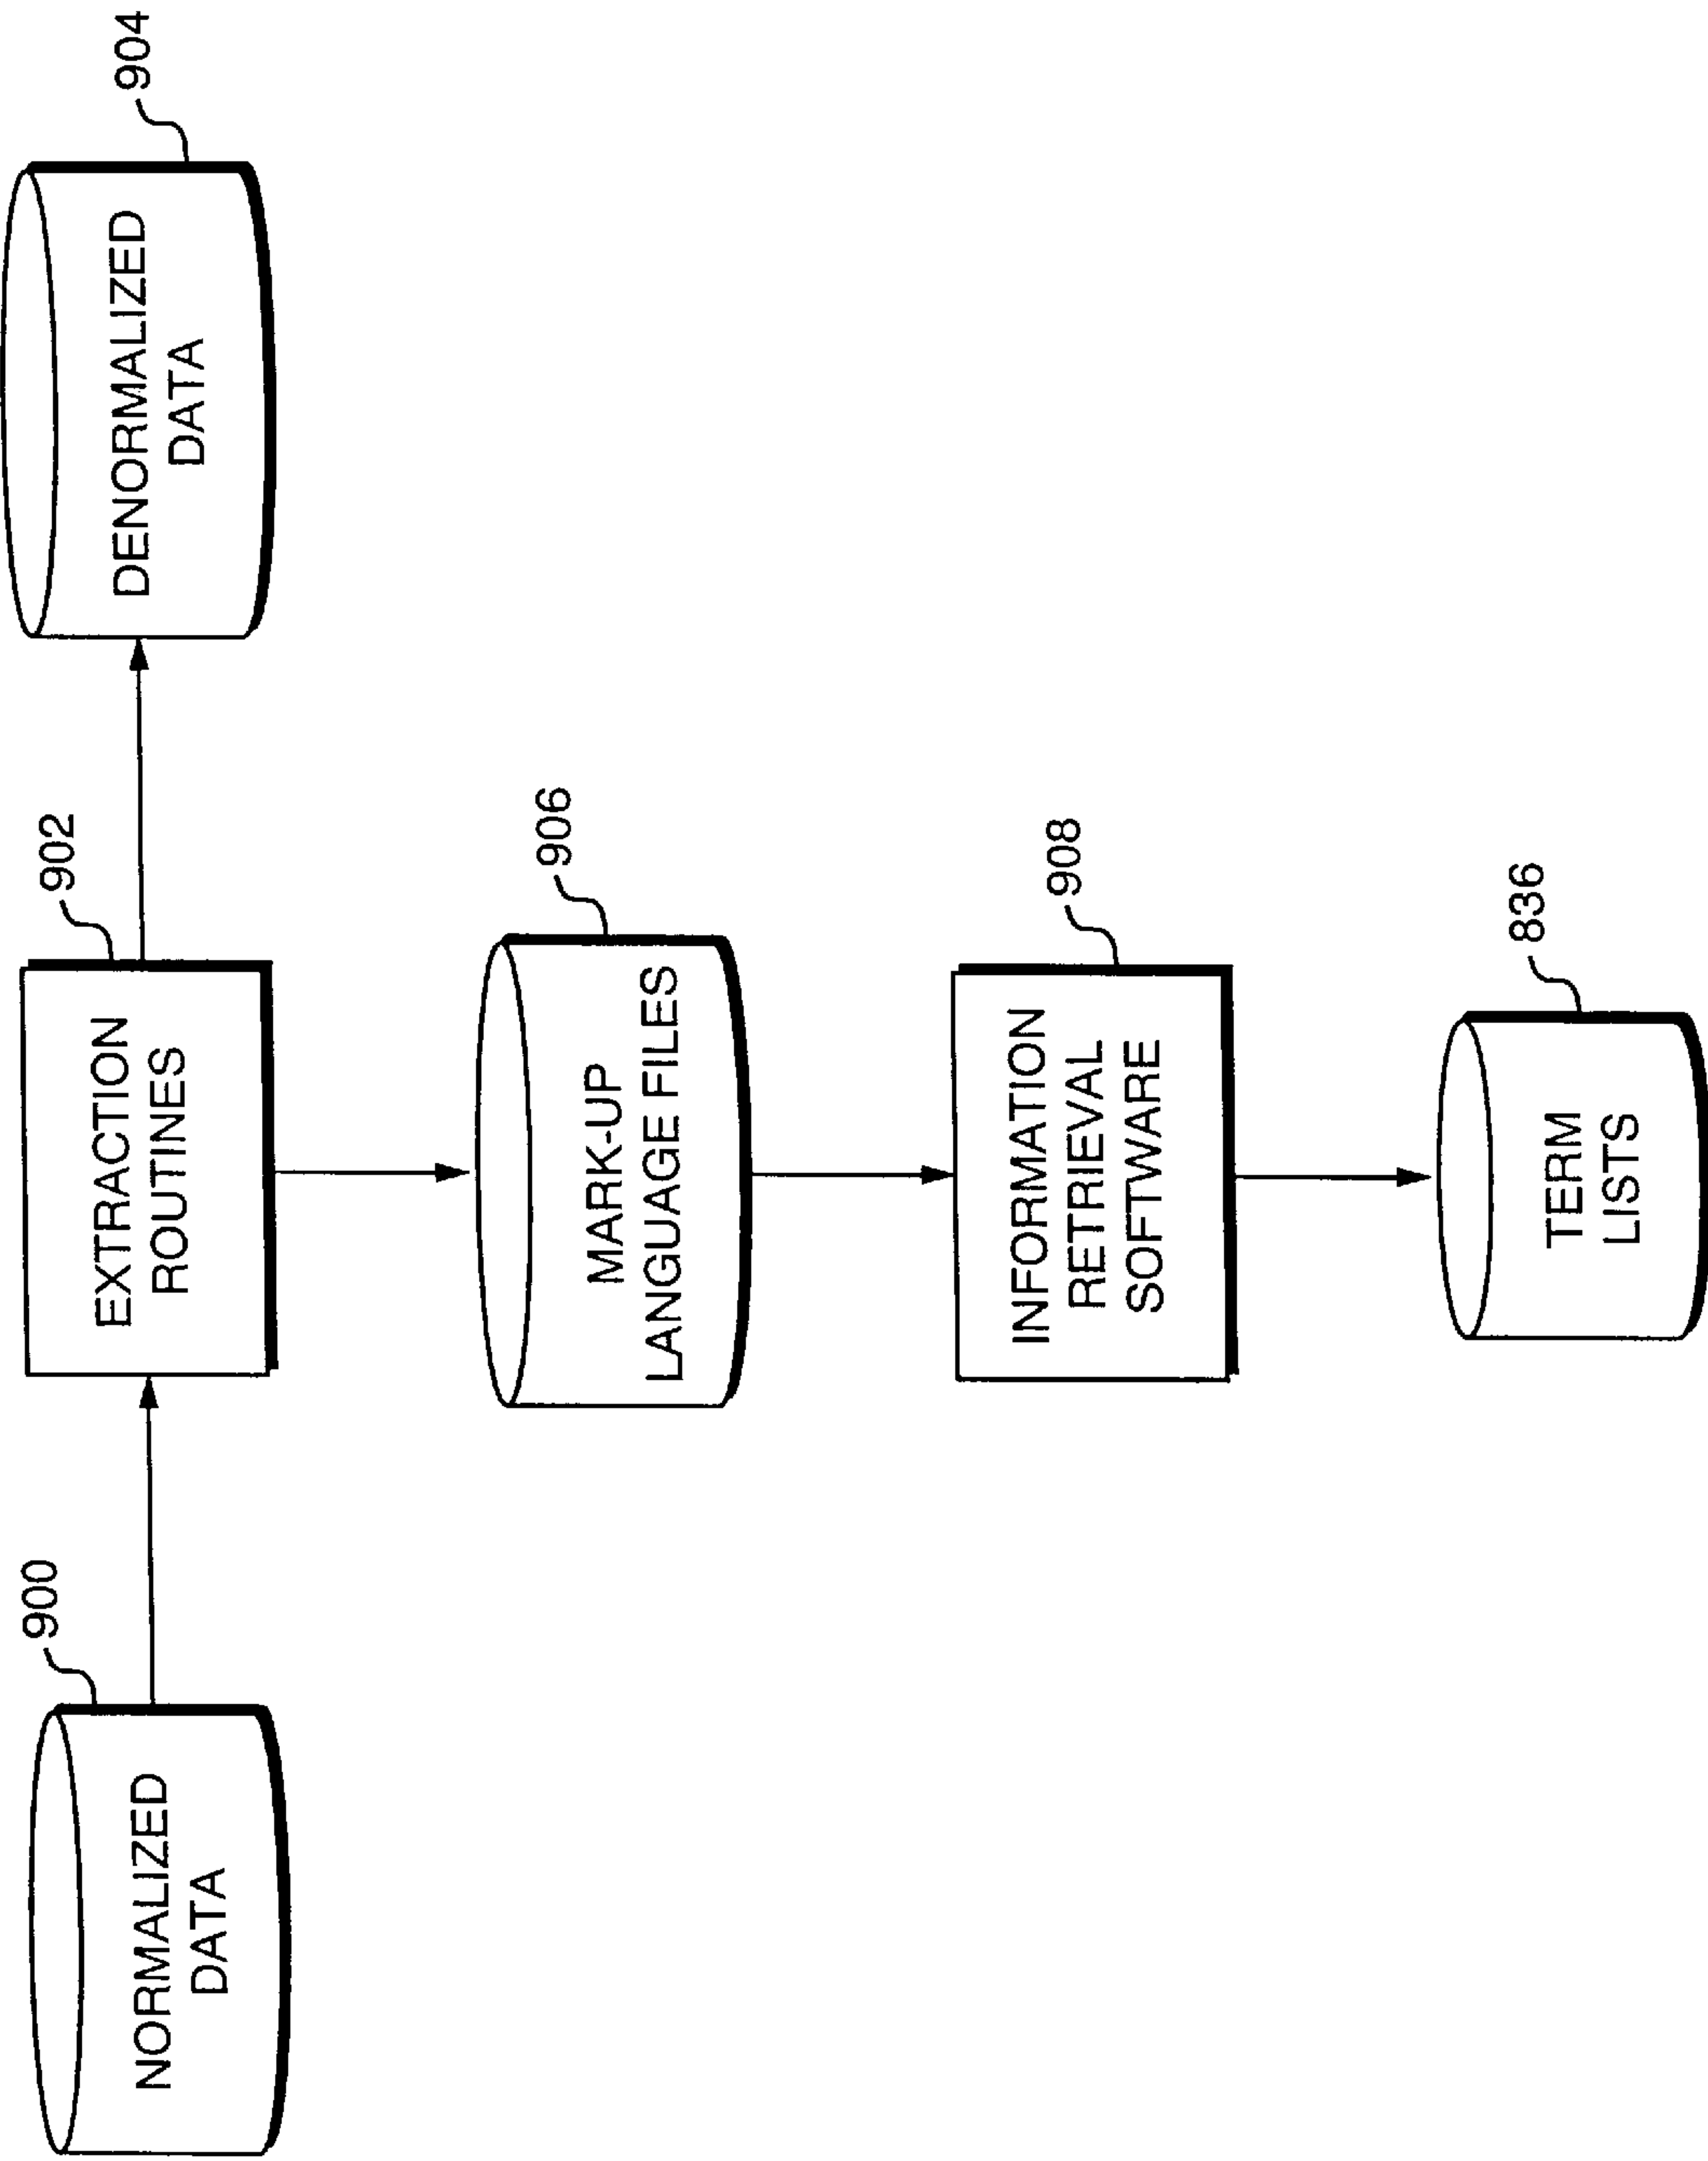 900
NORMALIZED
DATA
902
EXTRACTION
ROUTINES
904
DENORMALIZED
DATA
906
MARK-UP
LANGUAGE FILES
908
INFORMATION
RETRIEVAL
SOFTWARE
836
TERM
LISTS